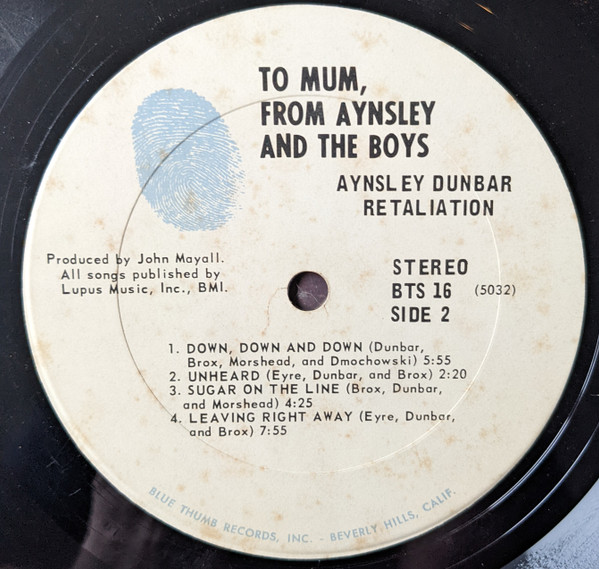 TO MUM,
FROM AYNSLEY
AND THE BOYS
AYNSLEY DUNBAR
RETALIATION
Produced by John Mayall.
All songs published by
Lupus Music, Inc., BMI.
STEREO
BTS 16 (5032)
SIDE 2
1. DOWN, DOWN AND DOWN (Dunbar,
Brox, Morshead, and Dmochowski) 5:55
2. UNHEARD (Eyre, Dunbar, and Brox) 2:20
3. SUGAR ON THE LINE (Brox, Dunbar,
and Morshead) 4:25
4. LEAVING RIGHT AWAY (Eyre, Dunbar,
and Brox) 7:55
BLUE THUMB RECORDS, INC. - BEVERLY HILLS, CALIF.